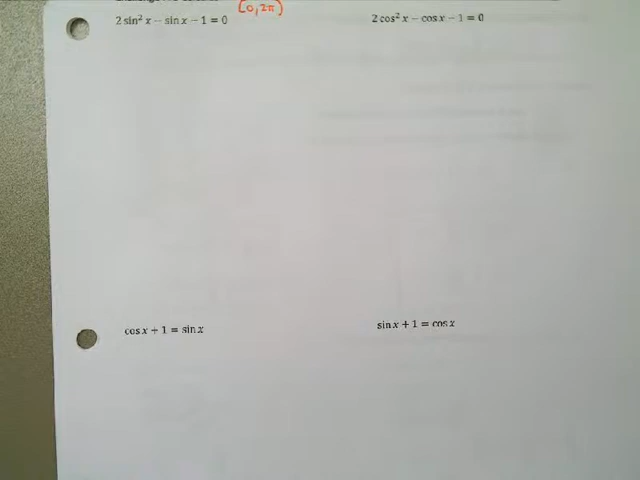 [0, 2π)
2 sin² x − sin x − 1 = 0
2 cos² x − cos x − 1 = 0
cos x + 1 = sin x
sin x + 1 = cos x